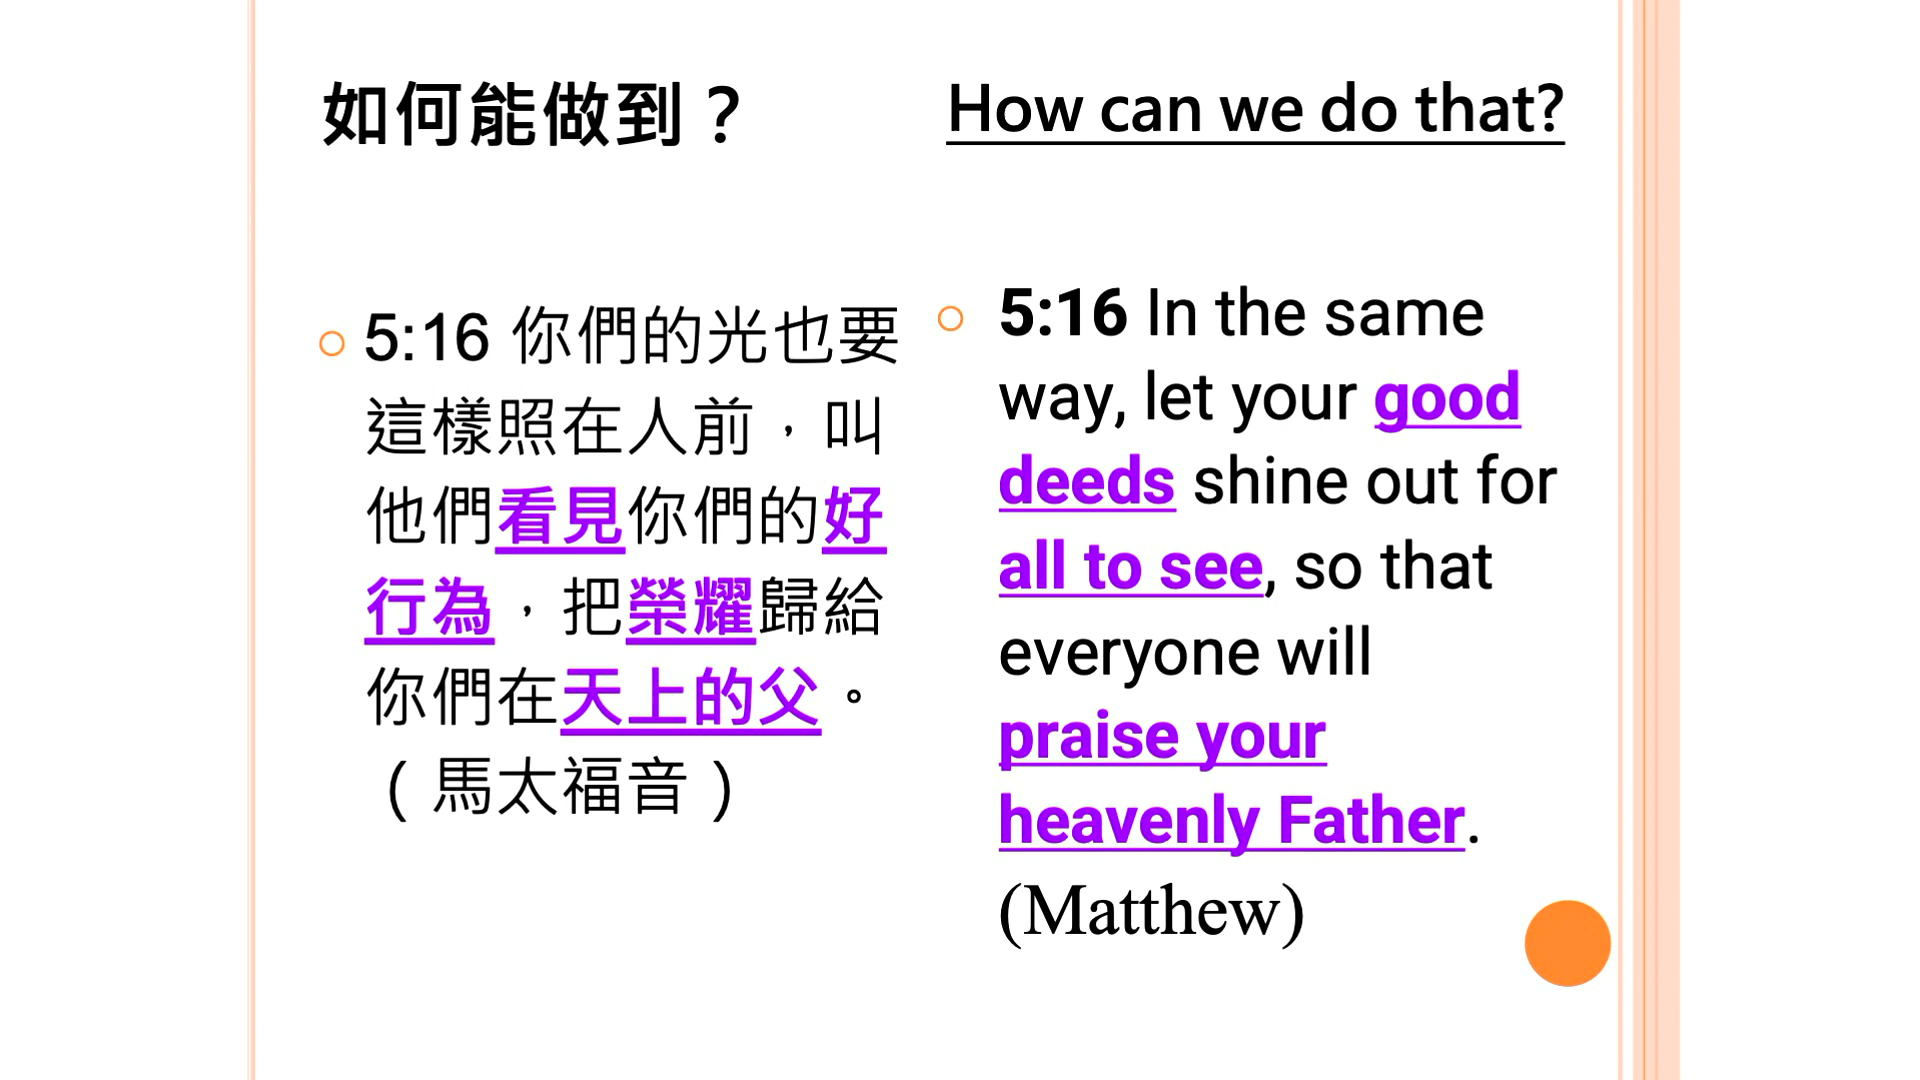 如何能做到？
How can we do that?
5:16 你們的光也要
這樣照在人前，叫
他們看見你們的好
行為，把榮耀歸給
你們在天上的父。
（馬太福音）
5:16 In the same
way, let your good
deeds shine out for
all to see, so that
everyone will
praise your
heavenly Father.
(Matthew)